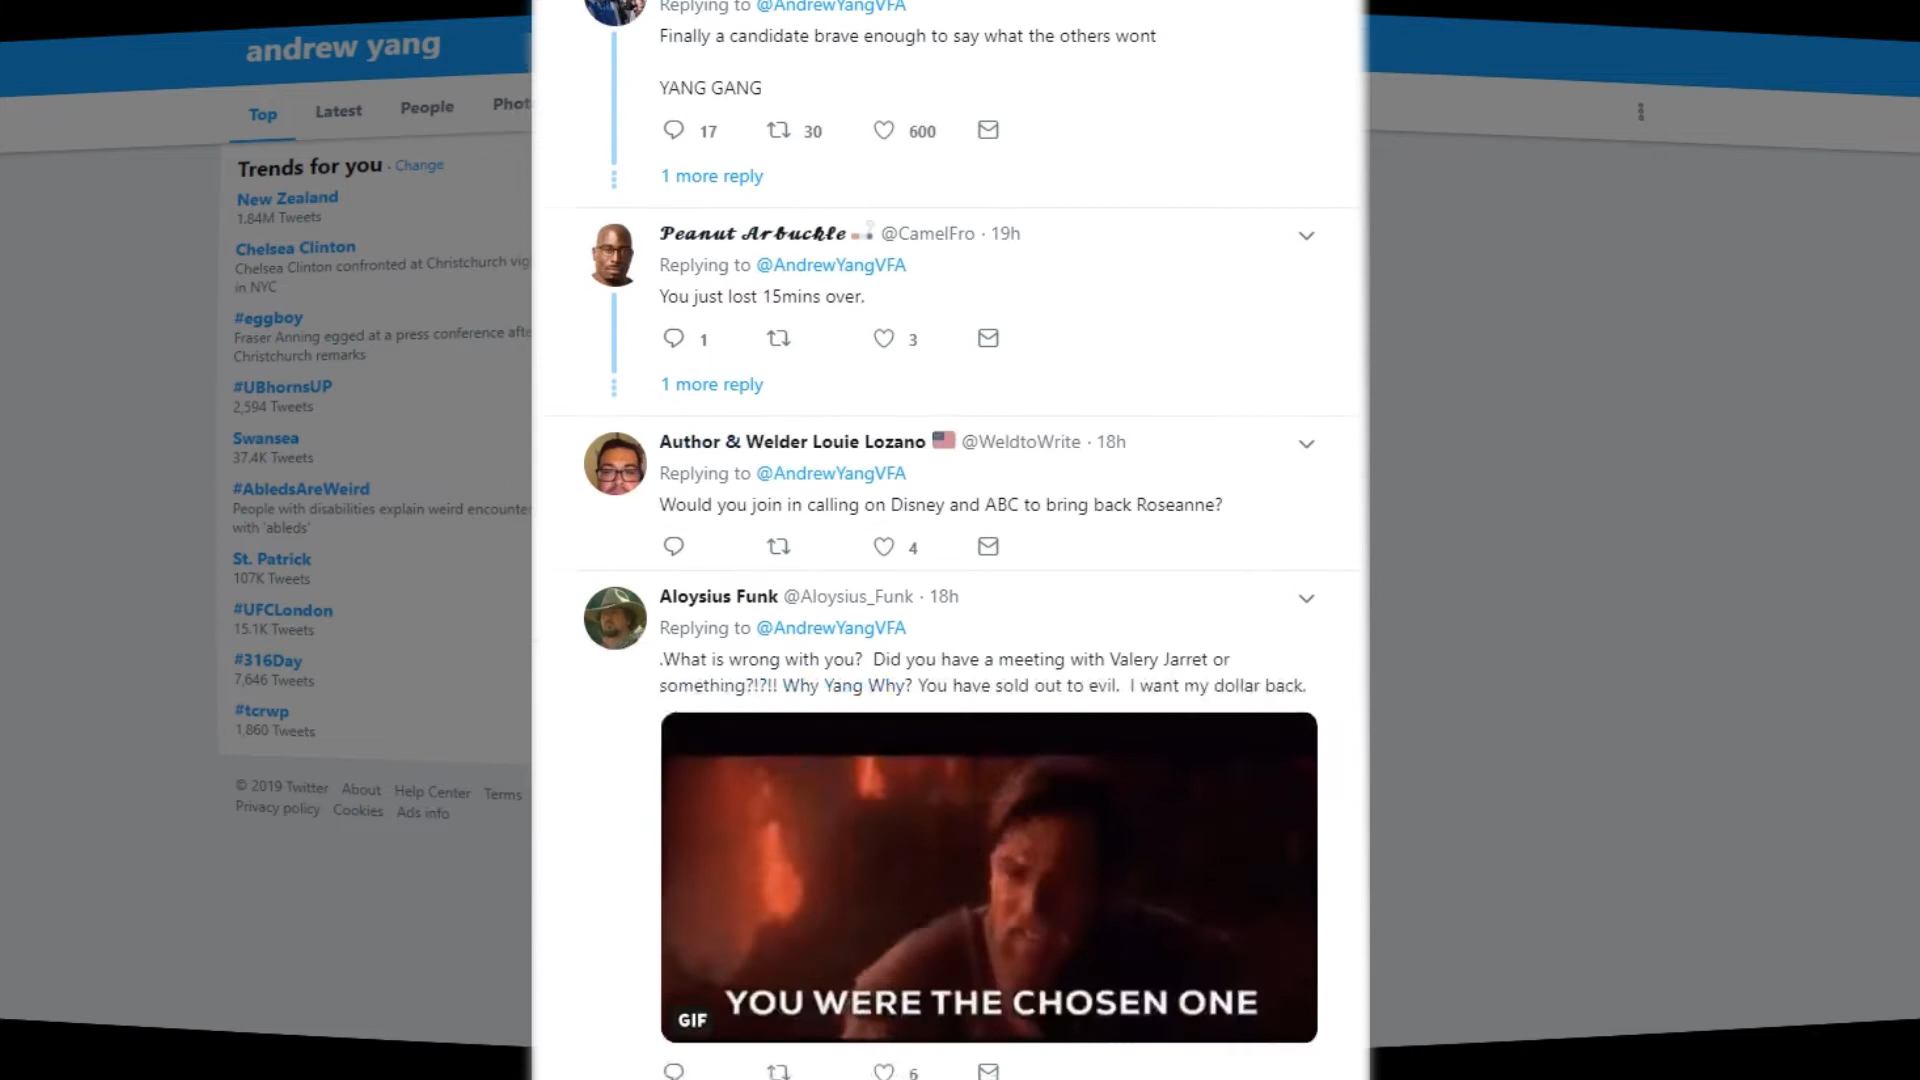 andrew yang
Top Latest People
Trends for you · Change
New Zealand
1.84M Tweets
Chelsea Clinton
Chelsea Clinton confronted at Christchurch
in NYC
#eggboy
Fraser Anning egged at a press conference
Christchurch remarks
#UBhornsUP
2,594 Tweets
Swansea
37.4K Tweets
#AbledsAreWeird
People with disabilities explain weird
with 'ableds'
St. Patrick
107K Tweets
#UFCLondon
15.1K Tweets
#316Day
7,646 Tweets
#tcrwp
1,860 Tweets
© 2019 Twitter About Help Center Terms
Privacy policy Cookies Ads info
Replying to @AndrewYangVFA
Finally a candidate brave enough to say what the others wont
YANG GANG
17 30 600
1 more reply
Peanut Arbuckle @CamelFro · 19h
Replying to @AndrewYangVFA
You just lost 15mins over.
1 3
1 more reply
Author & Welder Louie Lozano @WeldtoWrite · 18h
Replying to @AndrewYangVFA
Would you join in calling on Disney and ABC to bring back Roseanne?
4
Aloysius Funk @Aloysius_Funk · 18h
Replying to @AndrewYangVFA
.What is wrong with you? Did you have a meeting with Valery Jarret or
something?!?!! Why Yang Why? You have sold out to evil. I want my dollar back.
YOU WERE THE CHOSEN ONE
GIF
6